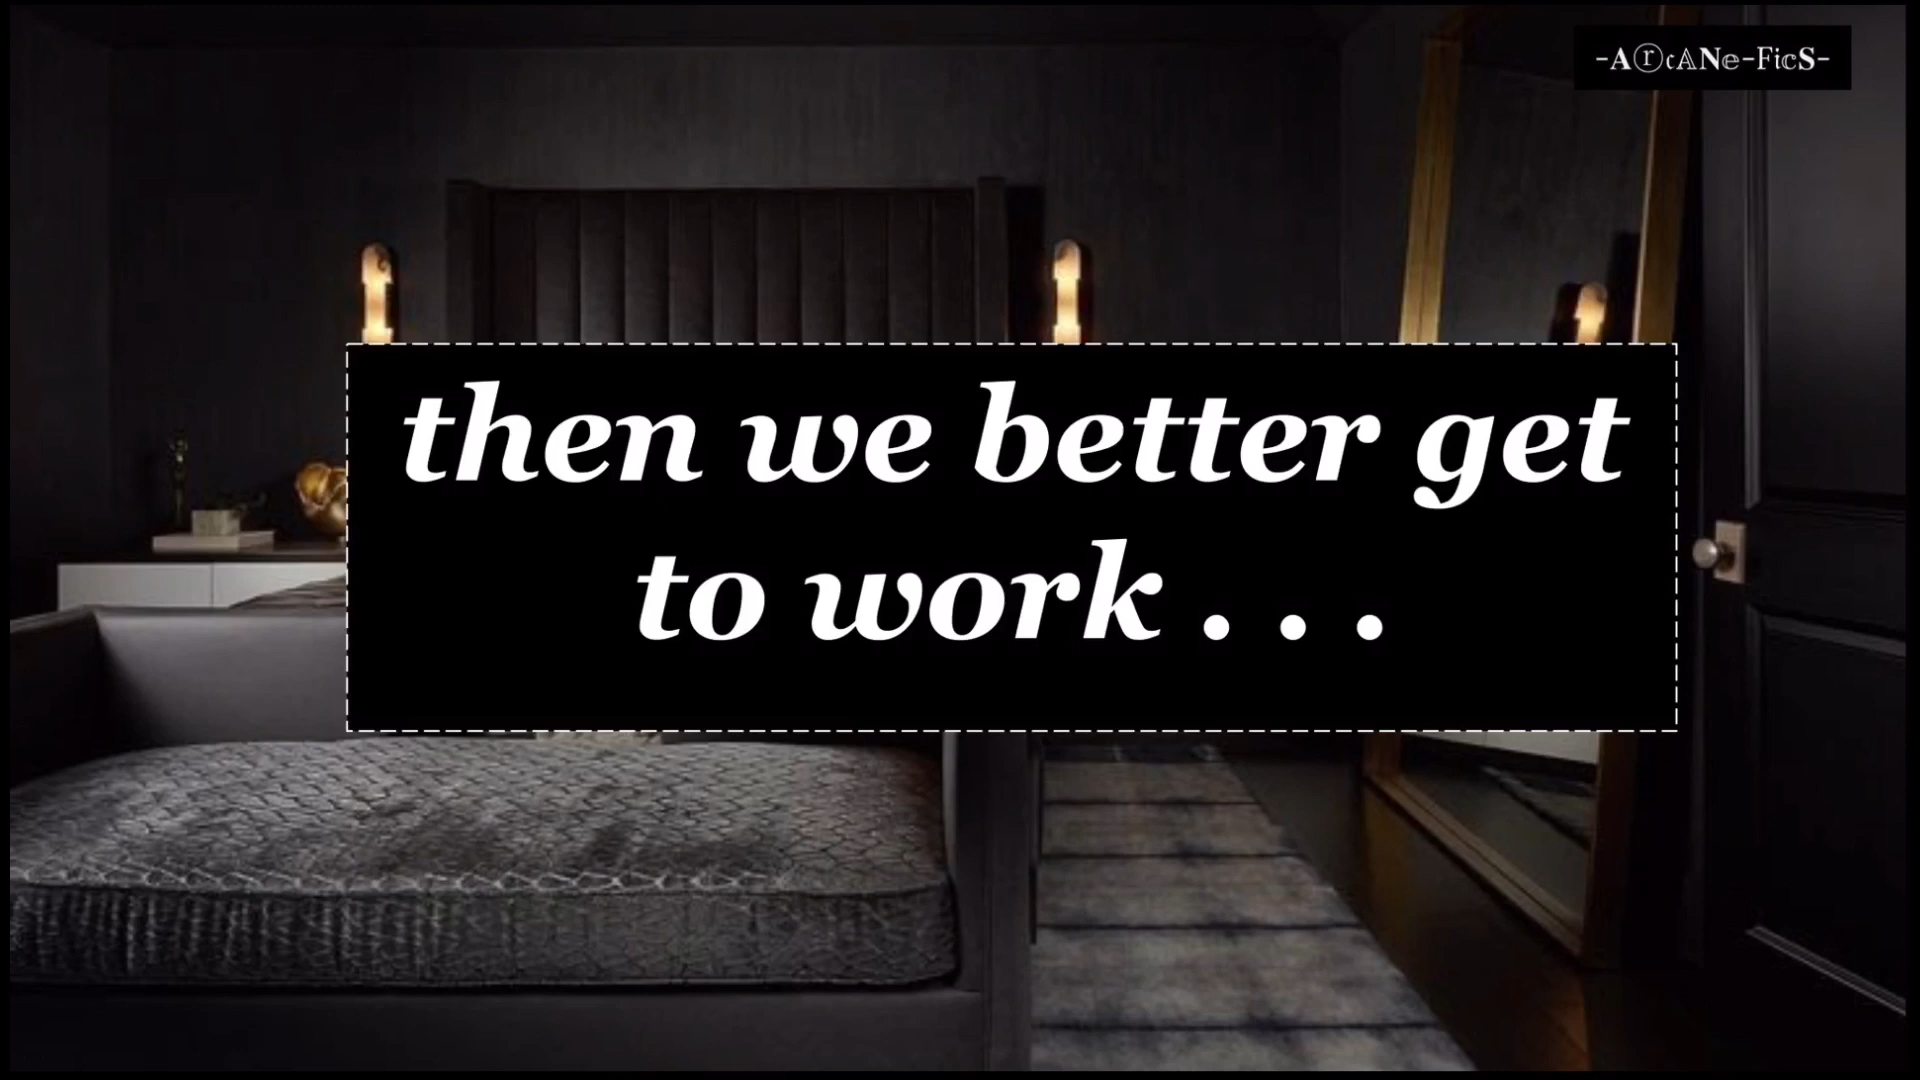 -ArcANe-FicS-
then we better get
to work . . .